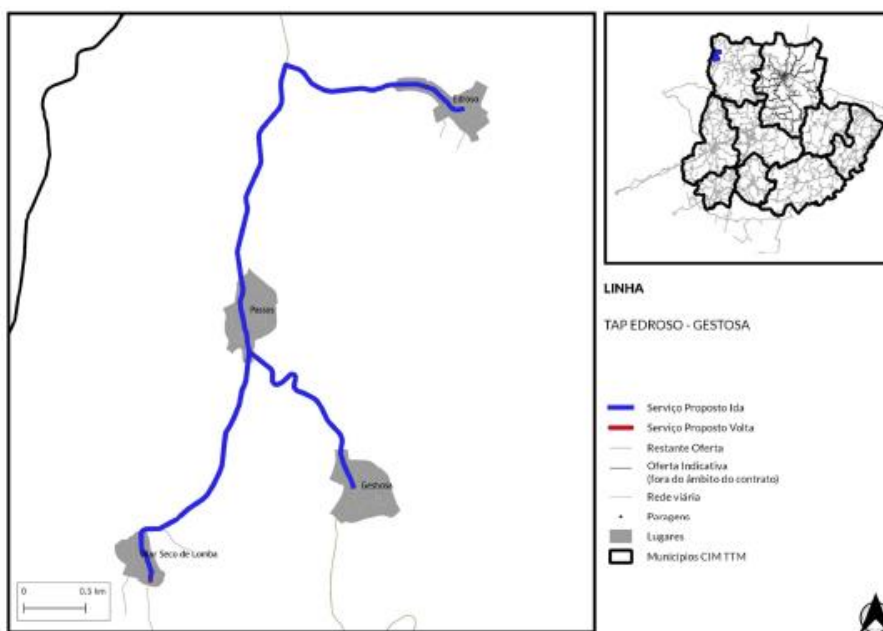 Edroso
Passos
Gestosa
Vilar Seco de Lomba
0
0.5 km
LINHA
TAP EDROSO - GESTOSA
Serviço Proposto Ida
Serviço Proposto Volta
Restante Oferta
Oferta Indicativa
(fora do âmbito do contrato)
Rede viária
Paragens
Lugares
Municípios CIM TTM